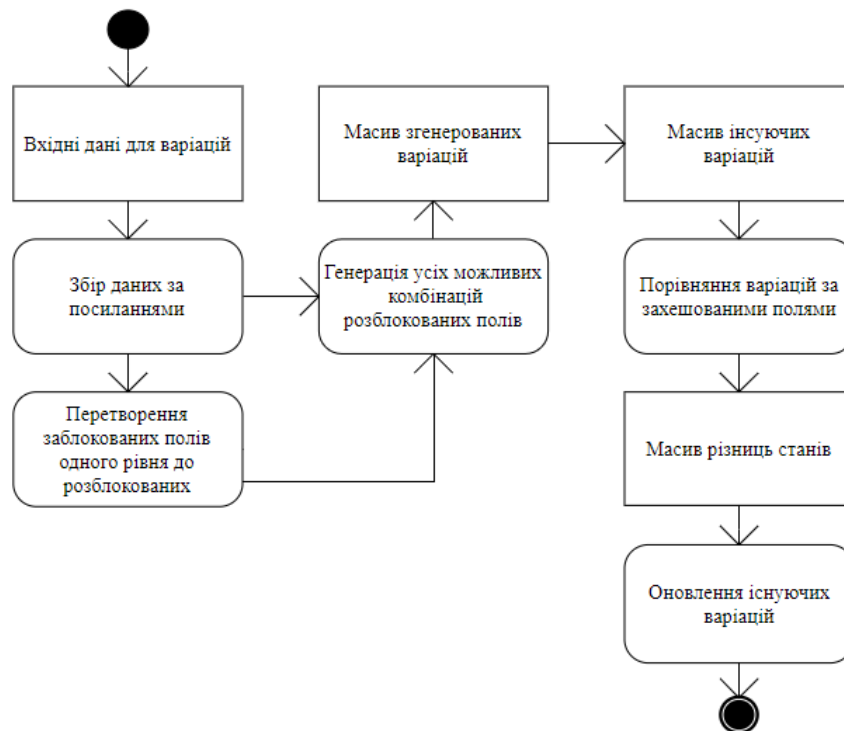 Вхідні дані для варіацій
Збір даних за
посиланнями
Перетворення
заблокованих полів
одного рівня до
розблокованих
Масив згенерованих
варіацій
Генерація усіх можливих
комбінацій
розблокованих полів
Масив інсуючих
варіацій
Порівняння варіацій за
захешованими полями
Масив різниць станів
Оновлення існуючих
варіацій